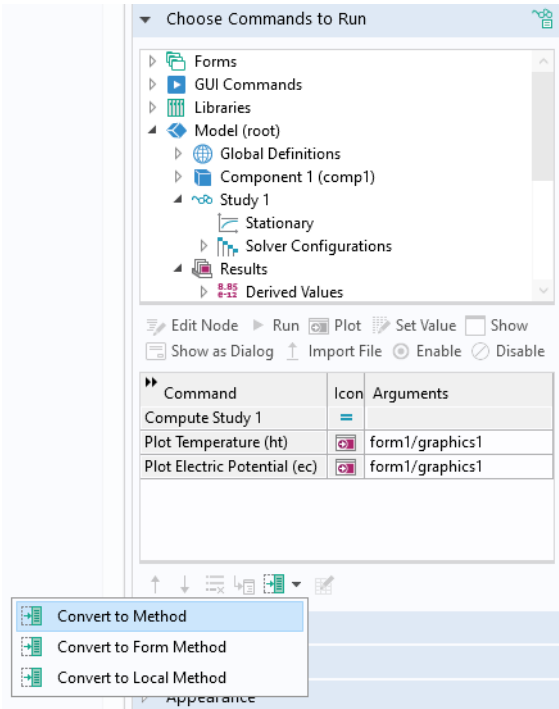 Choose Commands to Run
Forms
GUI Commands
Libraries
Model (root)
Global Definitions
Component 1 (comp1)
Study 1
Stationary
Solver Configurations
Results
8.85
e-12 Derived Values
Edit Node Run Plot Set Value Show
Show as Dialog Import File Enable Disable
Command Icon Arguments
Compute Study 1
Plot Temperature (ht) form1/graphics1
Plot Electric Potential (ec) form1/graphics1
Convert to Method
Convert to Form Method
Convert to Local Method
Appearance